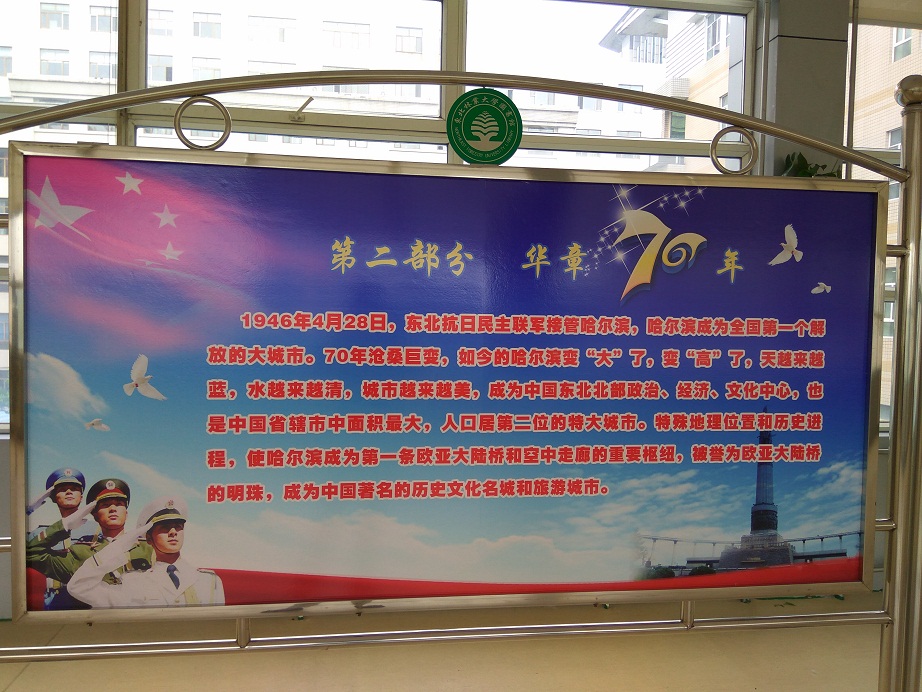 东北林业大学图书馆
第二部分 华章70年
1946年4月28日，东北抗日民主联军接管哈尔滨，哈尔滨成为全国第一个解
放的大城市。70年沧桑巨变，如今的哈尔滨变“大”了，变“高”了，天越来越
蓝，水越来越清，城市越来越美，成为中国东北北部政治、经济、文化中心，也
是中国省辖市中面积最大，人口居第二位的特大城市。特殊地理位置和历史进
程，使哈尔滨成为第一条欧亚大陆桥和空中走廊的重要枢纽，被誉为欧亚大陆桥
的明珠，成为中国著名的历史文化名城和旅游城市。